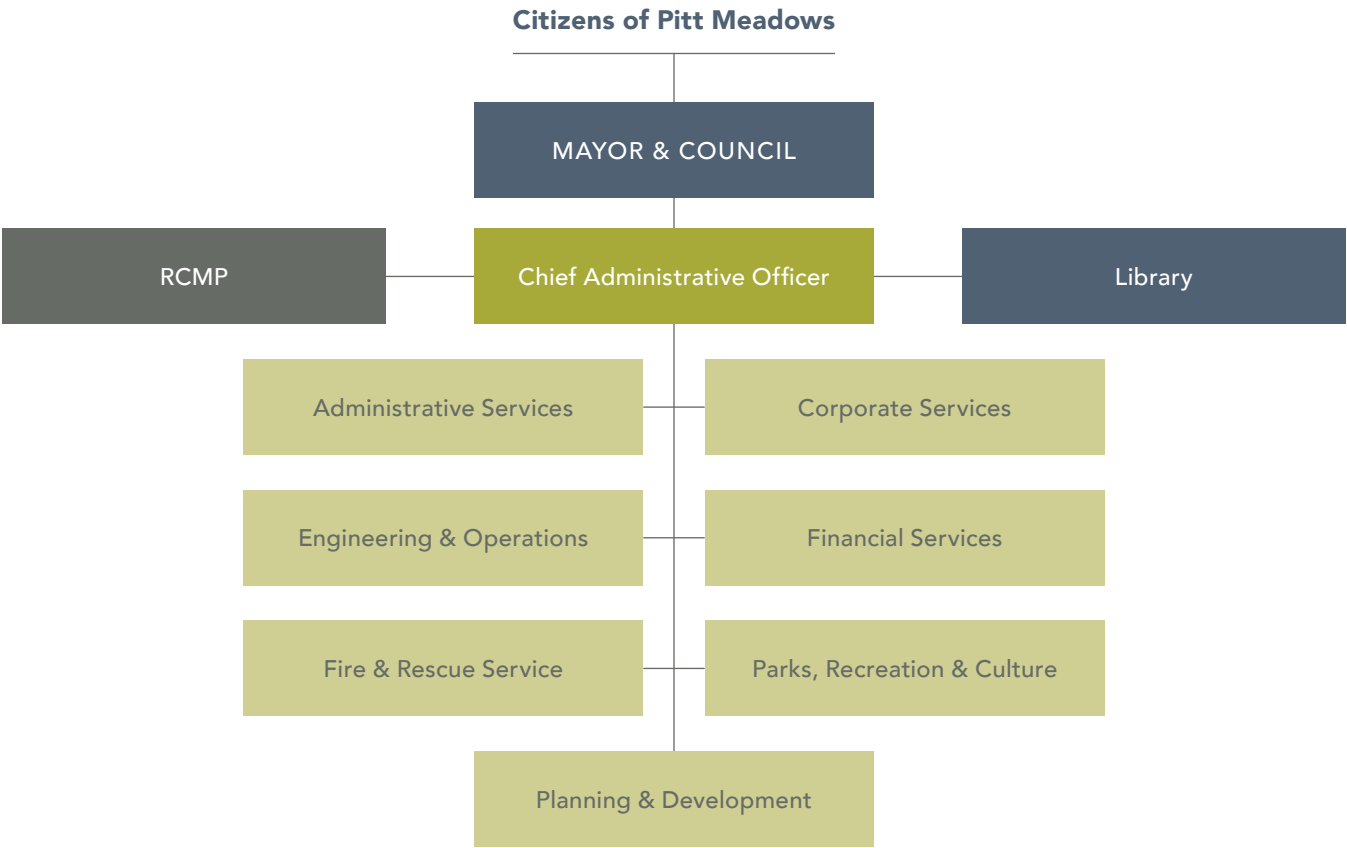 Citizens of Pitt Meadows
MAYOR & COUNCIL
RCMP
Chief Administrative Officer
Library
Administrative Services
Corporate Services
Engineering & Operations
Financial Services
Fire & Rescue Service
Parks, Recreation & Culture
Planning & Development